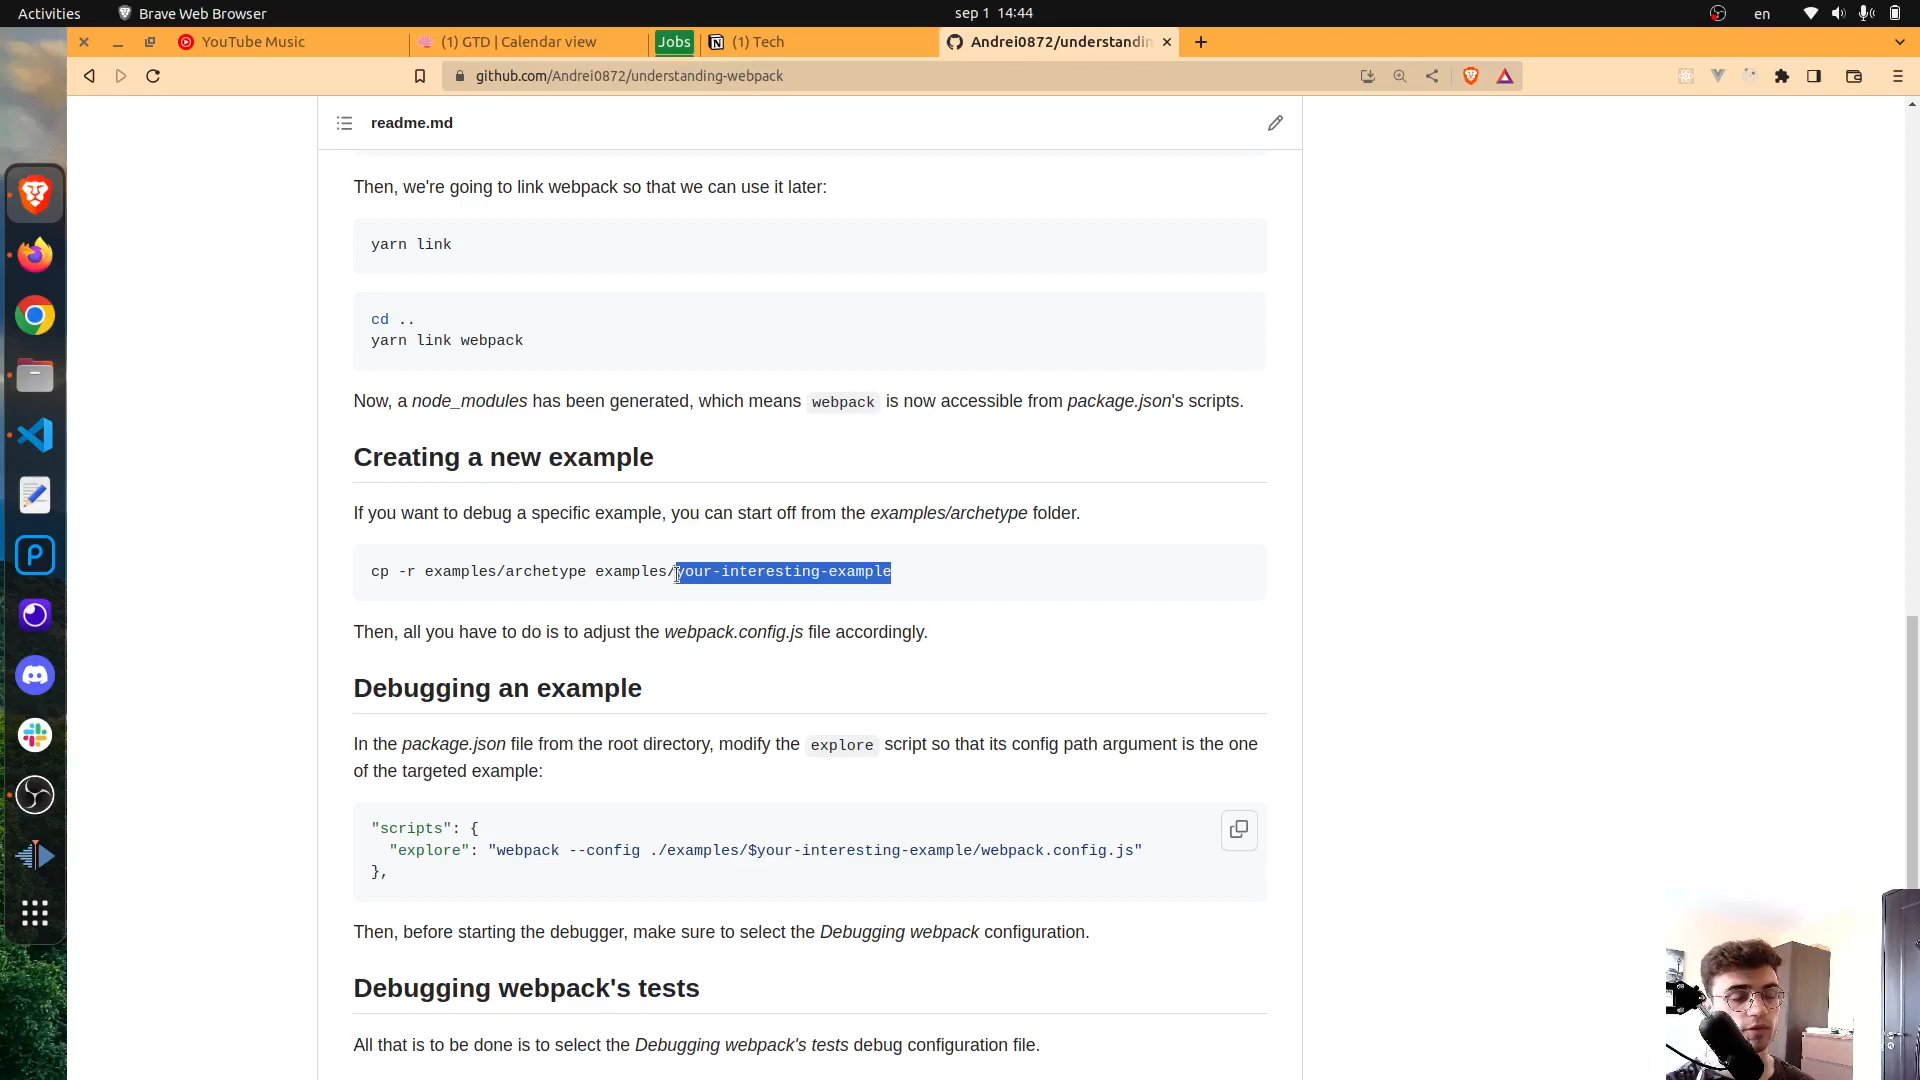 Activities
Brave Web Browser
sep 1 14:44
en
YouTube Music
(1) GTD | Calendar view
Jobs
(1) Tech
Andrei0872/understandin
github.com/Andrei0872/understanding-webpack
readme.md
Then, we're going to link webpack so that we can use it later:
yarn link
cd ..
yarn link webpack
Now, a node_modules has been generated, which means webpack is now accessible from package.json's scripts.
Creating a new example
If you want to debug a specific example, you can start off from the examples/archetype folder.
cp -r examples/archetype examples/your-interesting-example
Then, all you have to do is to adjust the webpack.config.js file accordingly.
Debugging an example
In the package.json file from the root directory, modify the explore script so that its config path argument is the one
of the targeted example:
"scripts": {
"explore": "webpack --config ./examples/$your-interesting-example/webpack.config.js"
},
Then, before starting the debugger, make sure to select the Debugging webpack configuration.
Debugging webpack's tests
All that is to be done is to select the Debugging webpack's tests debug configuration file.